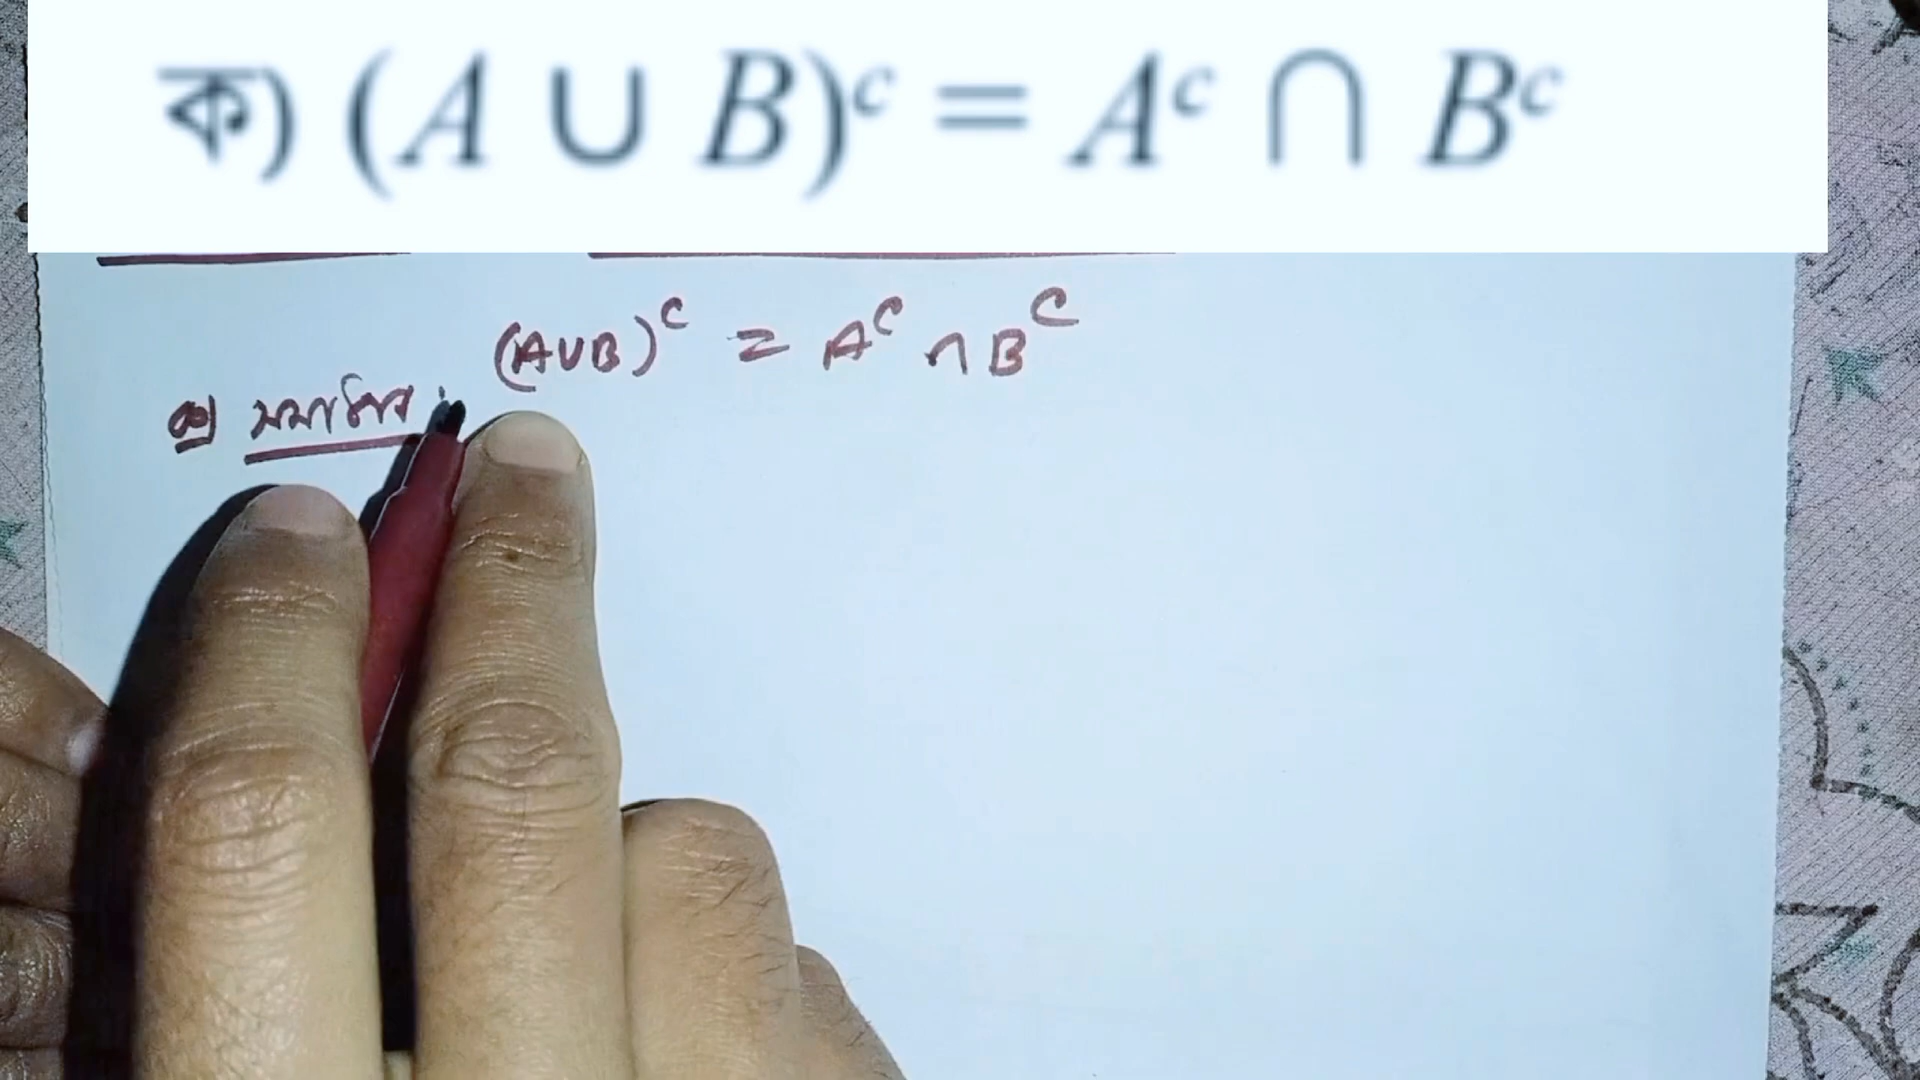 ক) (A ∪ B)ᶜ = Aᶜ ∩ Bᶜ
(A∪B)ᶜ = Aᶜ ∩ Bᶜ
ক) সমাধান :